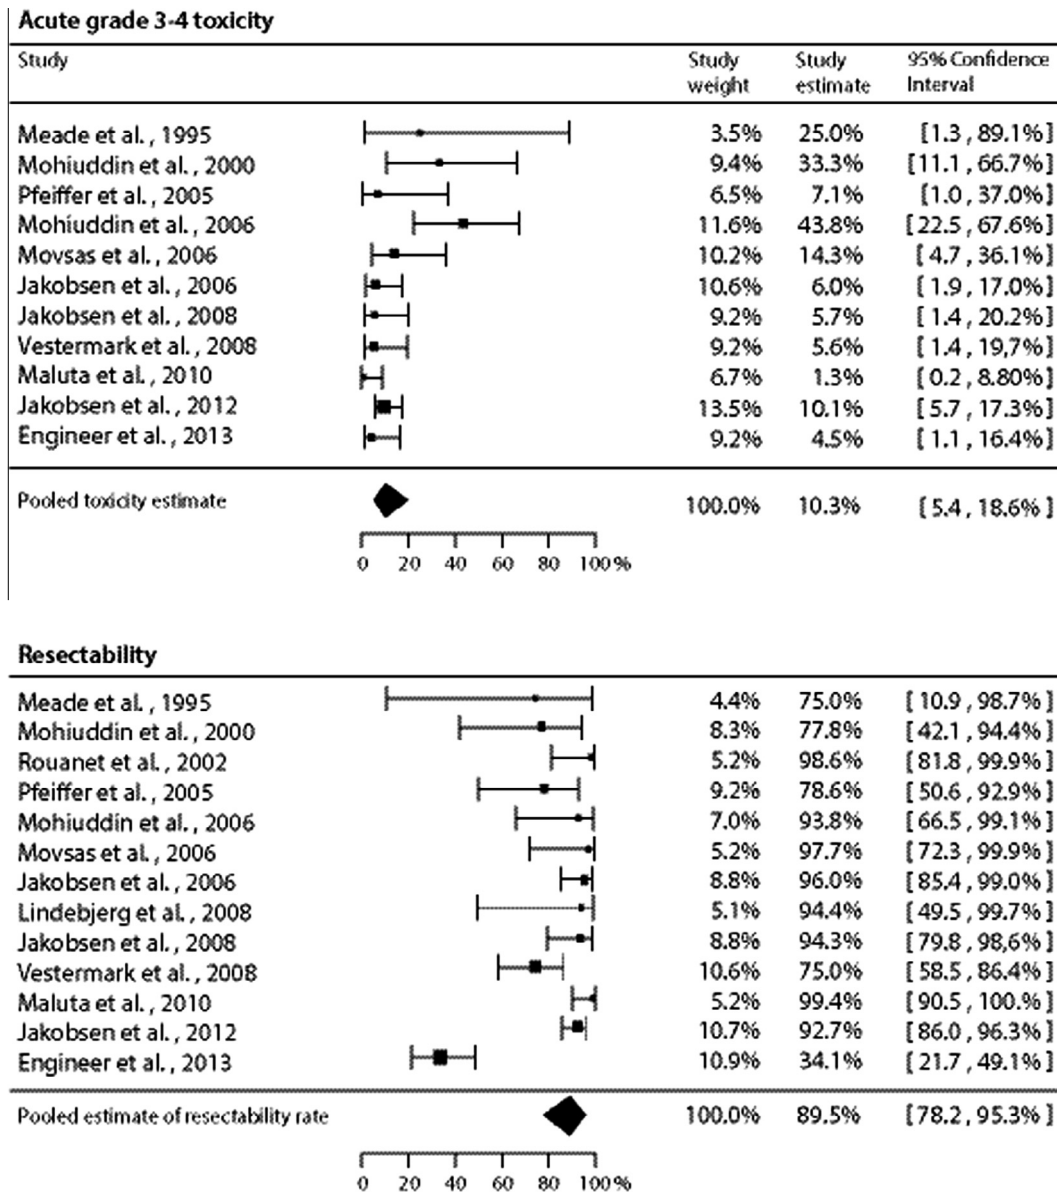 Acute grade 3-4 toxicity
Study Study weight Study estimate 95% Confidence Interval
Meade et al., 1995 3.5% 25.0% [1.3, 89.1%]
Mohiuddin et al., 2000 9.4% 33.3% [11.1, 66.7%]
Pfeiffer et al., 2005 6.5% 7.1% [1.0, 37.0%]
Mohiuddin et al., 2006 11.6% 43.8% [22.5, 67.6%]
Movsas et al., 2006 10.2% 14.3% [4.7, 36.1%]
Jakobsen et al., 2006 10.6% 6.0% [1.9, 17.0%]
Jakobsen et al., 2008 9.2% 5.7% [1.4, 20.2%]
Vestermark et al., 2008 9.2% 5.6% [1.4, 19,7%]
Maluta et al., 2010 6.7% 1.3% [0.2, 8.80%]
Jakobsen et al., 2012 13.5% 10.1% [5.7, 17.3%]
Engineer et al., 2013 9.2% 4.5% [1.1, 16.4%]
Pooled toxicity estimate 100.0% 10.3% [5.4, 18.6%]
0 20 40 60 80 100%
Resectability
Meade et al., 1995 4.4% 75.0% [10.9, 98.7%]
Mohiuddin et al., 2000 8.3% 77.8% [42.1, 94.4%]
Rouanet et al., 2002 5.2% 98.6% [81.8, 99.9%]
Pfeiffer et al., 2005 9.2% 78.6% [50.6, 92.9%]
Mohiuddin et al., 2006 7.0% 93.8% [66.5, 99.1%]
Movsas et al., 2006 5.2% 97.7% [72.3, 99.9%]
Jakobsen et al., 2006 8.8% 96.0% [85.4, 99.0%]
Lindebjerg et al., 2008 5.1% 94.4% [49.5, 99.7%]
Jakobsen et al., 2008 8.8% 94.3% [79.8, 98,6%]
Vestermark et al., 2008 10.6% 75.0% [58.5, 86.4%]
Maluta et al., 2010 5.2% 99.4% [90.5, 100.%]
Jakobsen et al., 2012 10.7% 92.7% [86.0, 96.3%]
Engineer et al., 2013 10.9% 34.1% [21.7, 49.1%]
Pooled estimate of resectability rate 100.0% 89.5% [78.2, 95.3%]
0 20 40 60 80 100%